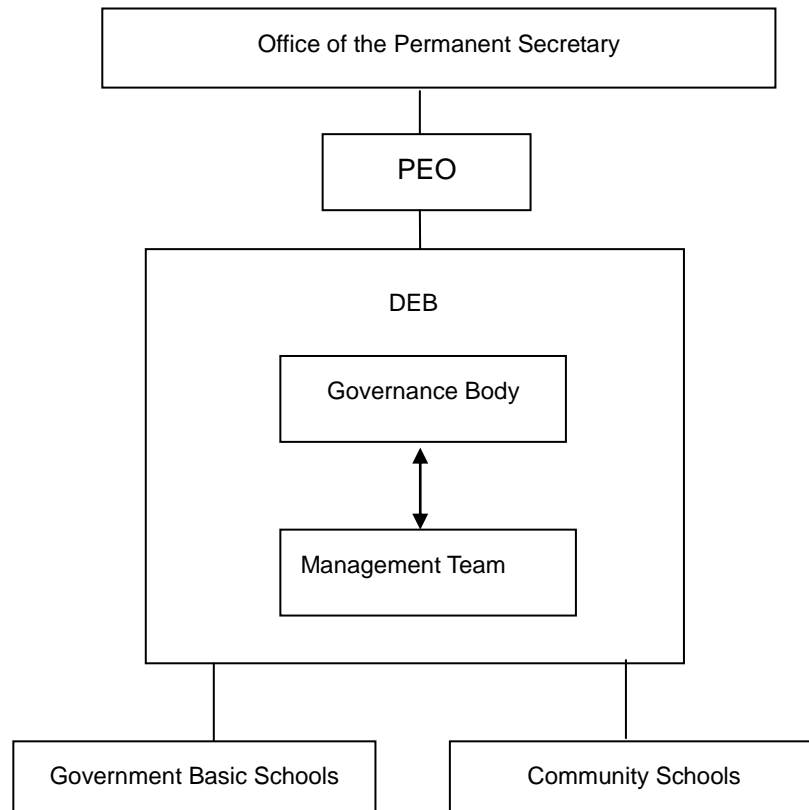 Office of the Permanent Secretary
PEO
DEB
Governance Body
Management Team
Government Basic Schools
Community Schools